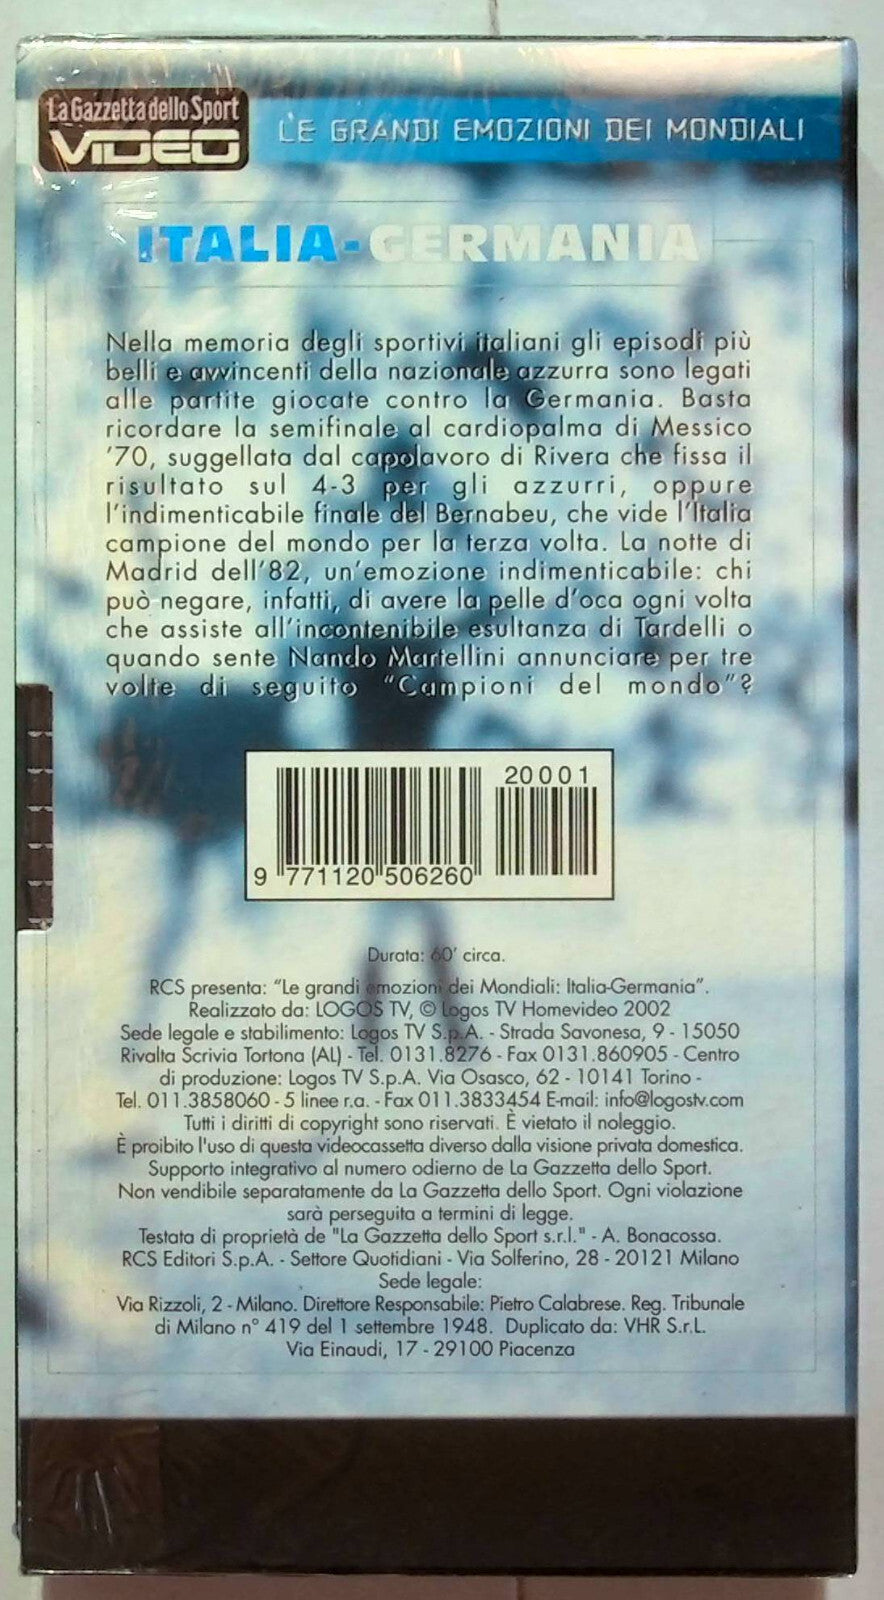 La Gazzetta dello Sport
VIDEO
LE GRANDI EMOZIONI DEI MONDIALI
ITALIA-GERMANIA
Nella memoria degli sportivi italiani gli episodi più
belli e avvincenti della nazionale azzurra sono legati
alle partite giocate contro la Germania. Basta
ricordare la semifinale al cardiopalma di Messico
'70, suggellata dal capolavoro di Rivera che fissa il
risultato sul 4-3 per gli azzurri, oppure
l'indimenticabile finale del Bernabeu, che vide l'Italia
campione del mondo per la terza volta. La notte di
Madrid dell'82, un'emozione indimenticabile: chi
può negare, infatti, di avere la pelle d'oca ogni volta
che assiste all'incontenibile esultanza di Tardelli o
quando sente Nando Martellini annunciare per tre
volte di seguito "Campioni del mondo"?
20001
9 771120 506260
Durata: 60' circa.
RCS presenta: "Le grandi emozioni dei Mondiali: Italia-Germania".
Realizzato da: LOGOS TV, © Logos TV Homevideo 2002
Sede legale e stabilimento: Logos TV S.p.A. - Strada Savonesa, 9 - 15050
Rivalta Scrivia Tortona (AL) - Tel. 0131.8276 - Fax 0131.860905 - Centro
di produzione: Logos TV S.p.A. Via Osasco, 62 - 10141 Torino -
Tel. 011.3858060 - 5 linee r.a. - Fax 011.3833454 E-mail: info@logostv.com
Tutti i diritti di copyright sono riservati. È vietato il noleggio.
È proibito l'uso di questa videocassetta diverso dalla visione privata domestica.
Supporto integrativo al numero odierno de La Gazzetta dello Sport.
Non vendibile separatamente da La Gazzetta dello Sport. Ogni violazione
sarà perseguita a termini di legge.
Testata di proprietà de "La Gazzetta dello Sport s.r.l." - A. Bonacossa.
RCS Editori S.p.A. - Settore Quotidiani - Via Solferino, 28 - 20121 Milano
Sede legale:
Via Rizzoli, 2 - Milano. Direttore Responsabile: Pietro Calabrese. Reg. Tribunale
di Milano n° 419 del 1 settembre 1948. Duplicato da: VHR S.r.L.
Via Einaudi, 17 - 29100 Piacenza